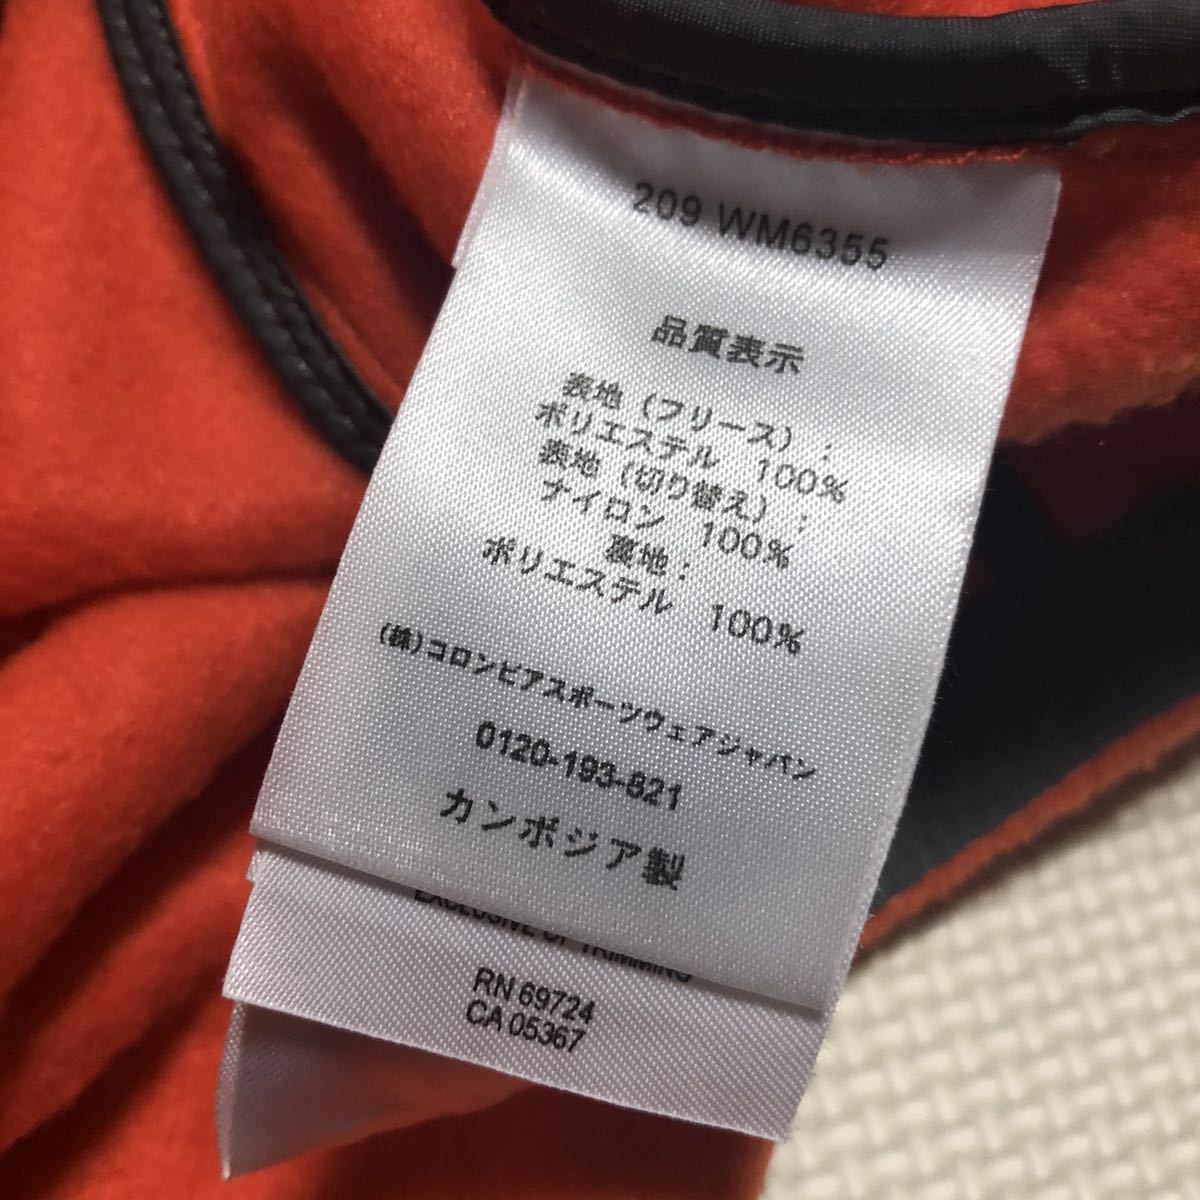 209 WM6355
品質表示
表地 (フリース) :
ポリエステル 100%
表地 (切り替え) :
ナイロン 100%
裏地 :
ポリエステル 100%
(株)コロンビアスポーツウェアジャパン
0120-193-821
カンボジア製
EXCLUSIVE OF TRIMMING
RN 69724
CA 05367